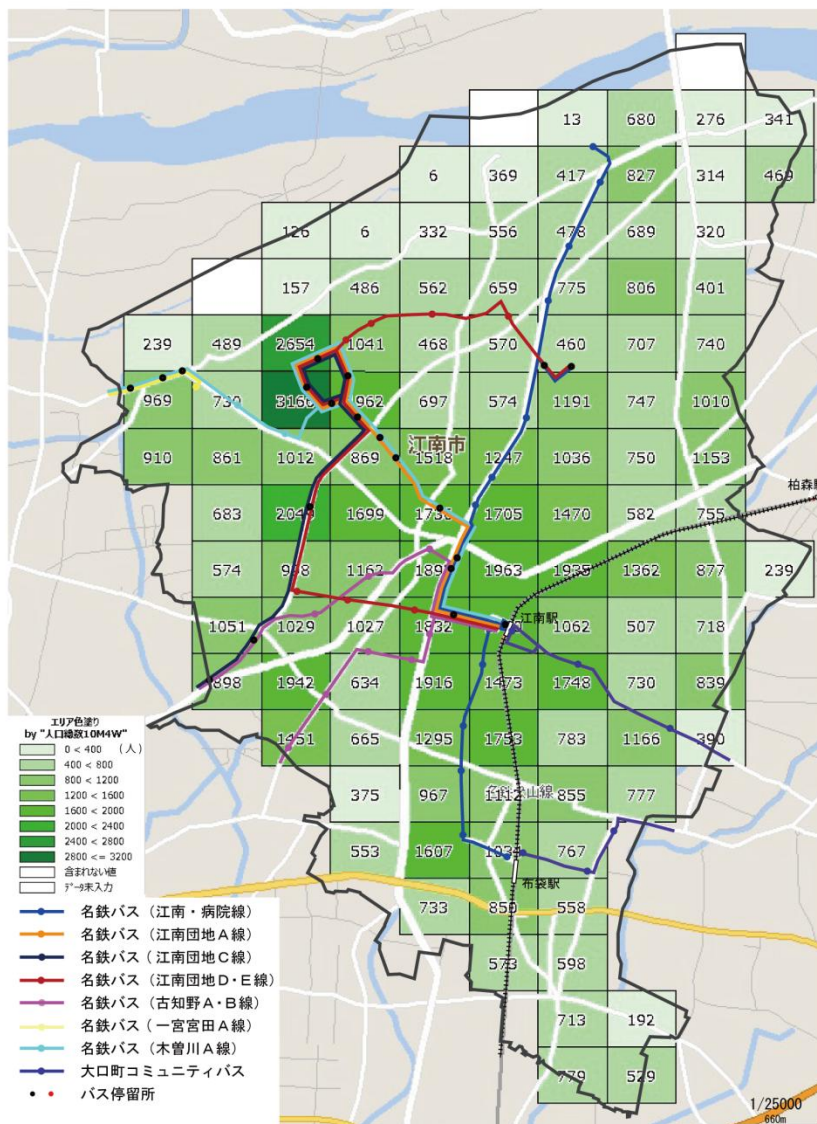 13 680 276 341
6 369 417 827 314 469
126 6 332 556 478 689 320
157 486 562 659 775 806 401
239 489 2654 1041 468 570 460 707 740
969 730 3166 962 697 574 1191 747 1010
江南市
910 861 1012 869 1518 1247 1036 750 1153
柏森駅
683 1699 1736 1705 1470 582 755
574 1162 1963 1935 1362 877 239
江南駅
1051 1029 1027 1832 1062 507 718
898 1942 634 1916 1473 1748 730 839
1451 665 1295 1753 783 1166 390
375 967 1112 855 777
553 1607 1034 767
布袋駅
733 850 558
573 598
713 192
779 529
エリア色塗り
by "人口総数10M4W"
0 < 400 (人)
400 < 800
800 < 1200
1200 < 1600
1600 < 2000
2000 < 2400
2400 < 2800
2800 <= 3200
含まれない値
データ未入力
名鉄バス(江南・病院線)
名鉄バス(江南団地A線)
名鉄バス(江南団地C線)
名鉄バス(江南団地D・E線)
名鉄バス(古知野A・B線)
名鉄バス(一宮宮田A線)
名鉄バス(木曽川A線)
大口町コミュニティバス
バス停留所
1/25000
660m